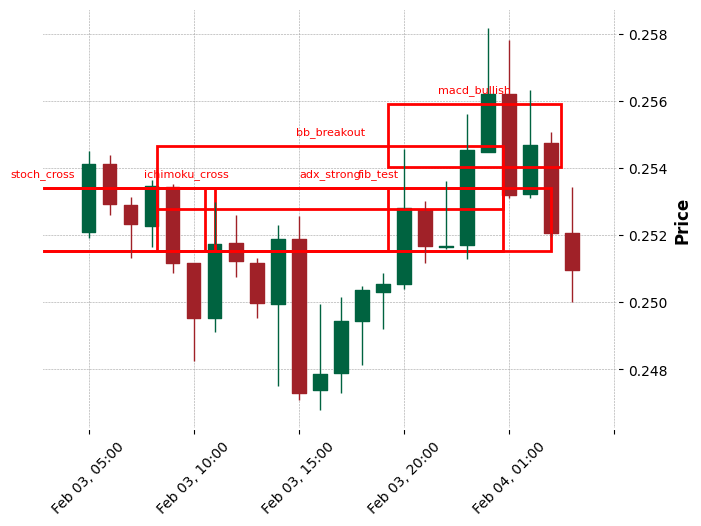 0.258
macd_bullish
0.256
bb_breakout
0.254
stoch_cross
ichimoku_cross
adx_strong
fib_test
0.252
0.250
0.248
Price
Feb 03, 05:00
Feb 03, 10:00
Feb 03, 15:00
Feb 03, 20:00
Feb 04, 01:00